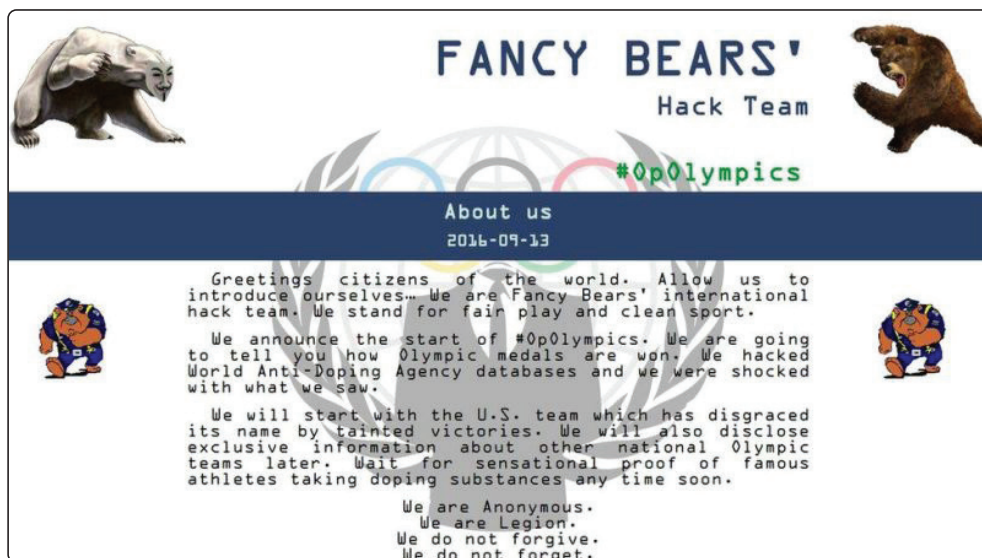 FANCY BEARS'
Hack Team
#OpOlympics
About us
2016-09-13
Greetings citizens of the world. Allow us to
introduce ourselves… We are Fancy Bears' international
hack team. We stand for fair play and clean sport.
We announce the start of #OpOlympics. We are going
to tell you how Olympic medals are won. We hacked
World Anti-Doping Agency databases and we were shocked
with what we saw.
We will start with the U.S. team which has disgraced
its name by tainted victories. We will also disclose
exclusive information about other national Olympic
teams later. Wait for sensational proof of famous
athletes taking doping substances any time soon.
We are Anonymous.
We are Legion.
We do not forgive.
We do not forget.